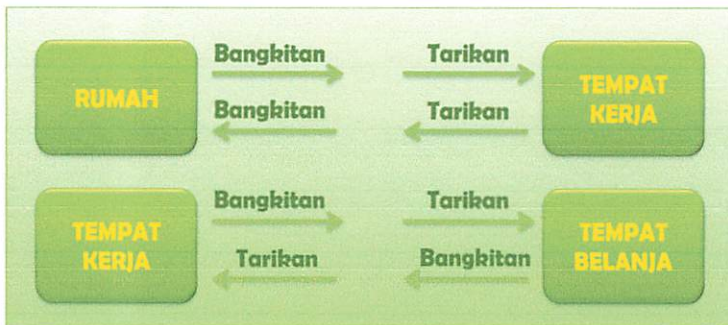 Bangkitan Tarikan
RUMAH
Bangkitan Tarikan
TEMPAT
KERJA
Bangkitan Tarikan
TEMPAT
KERJA
Tarikan Bangkitan
TEMPAT
BELANJA